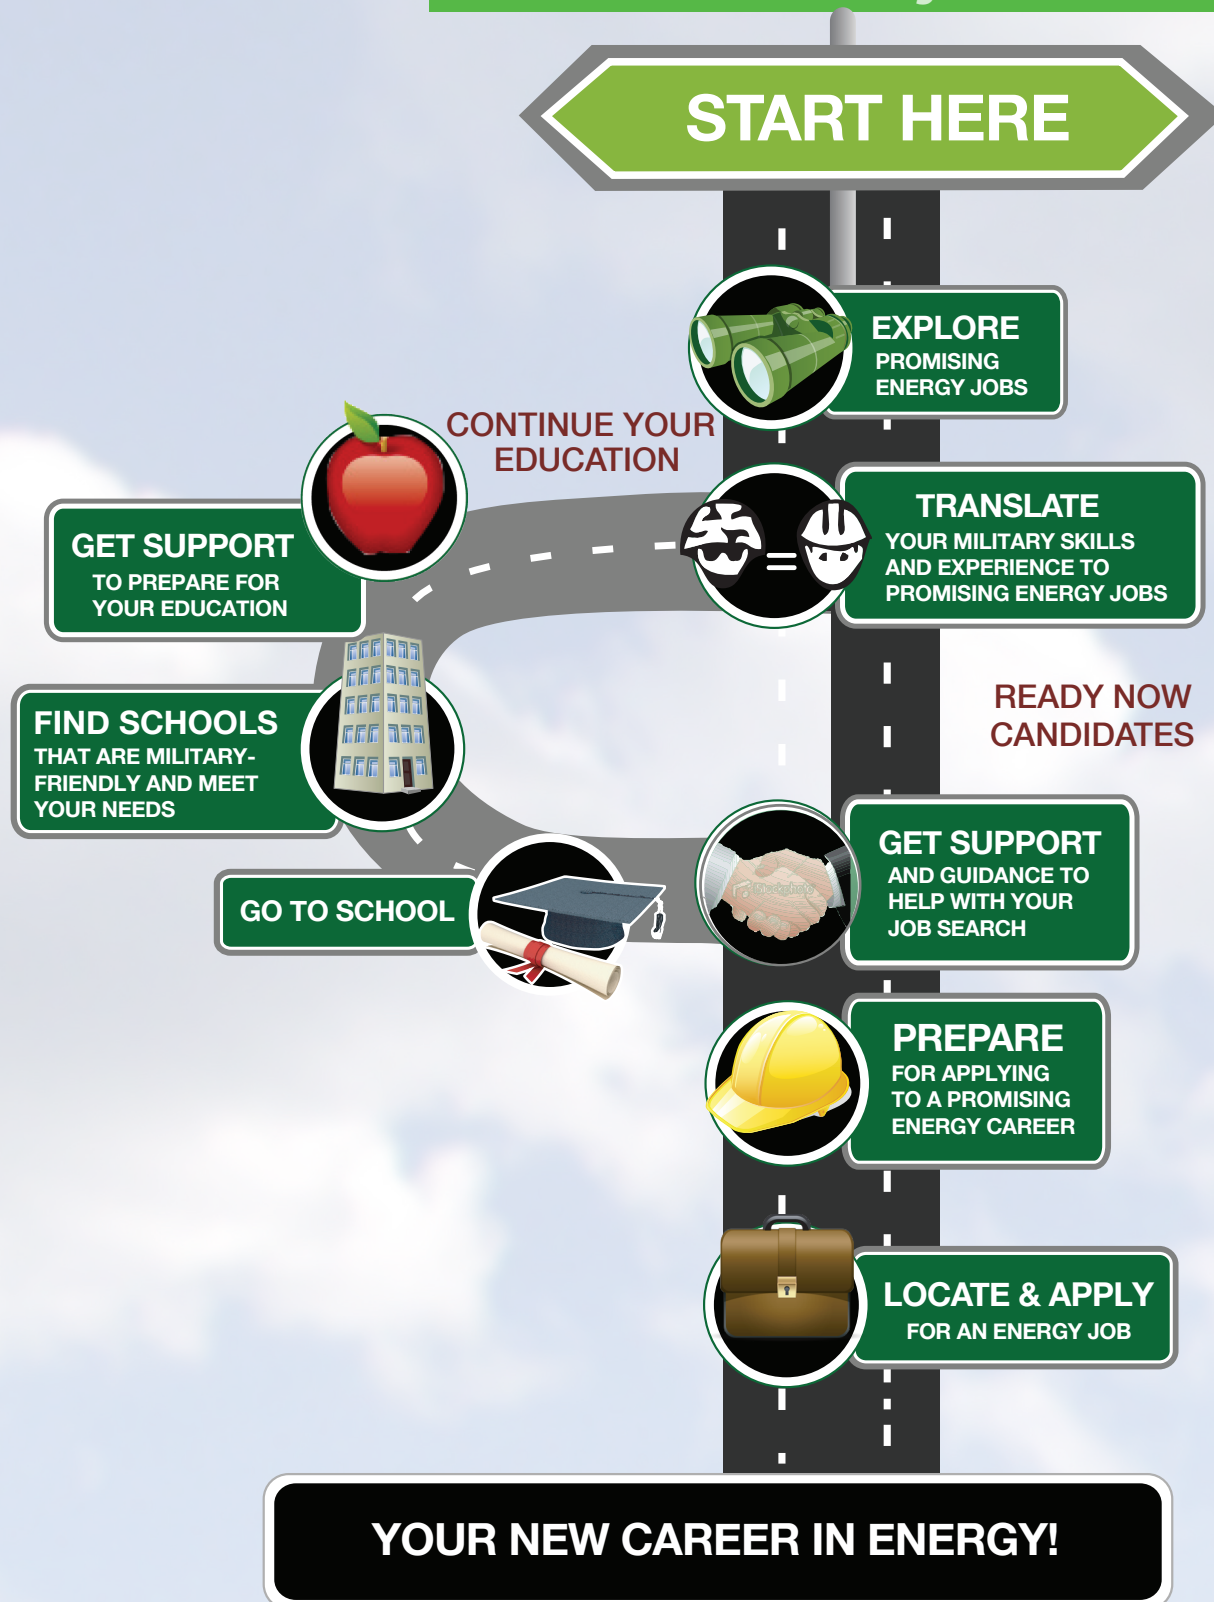 START HERE
EXPLORE
PROMISING
ENERGY JOBS
CONTINUE YOUR
EDUCATION
TRANSLATE
YOUR MILITARY SKILLS
AND EXPERIENCE TO
PROMISING ENERGY JOBS
GET SUPPORT
TO PREPARE FOR
YOUR EDUCATION
FIND SCHOOLS
THAT ARE MILITARY-
FRIENDLY AND MEET
YOUR NEEDS
GO TO SCHOOL
READY NOW
CANDIDATES
iStockphoto
GET SUPPORT
AND GUIDANCE TO
HELP WITH YOUR
JOB SEARCH
PREPARE
FOR APPLYING
TO A PROMISING
ENERGY CAREER
LOCATE & APPLY
FOR AN ENERGY JOB
YOUR NEW CAREER IN ENERGY!